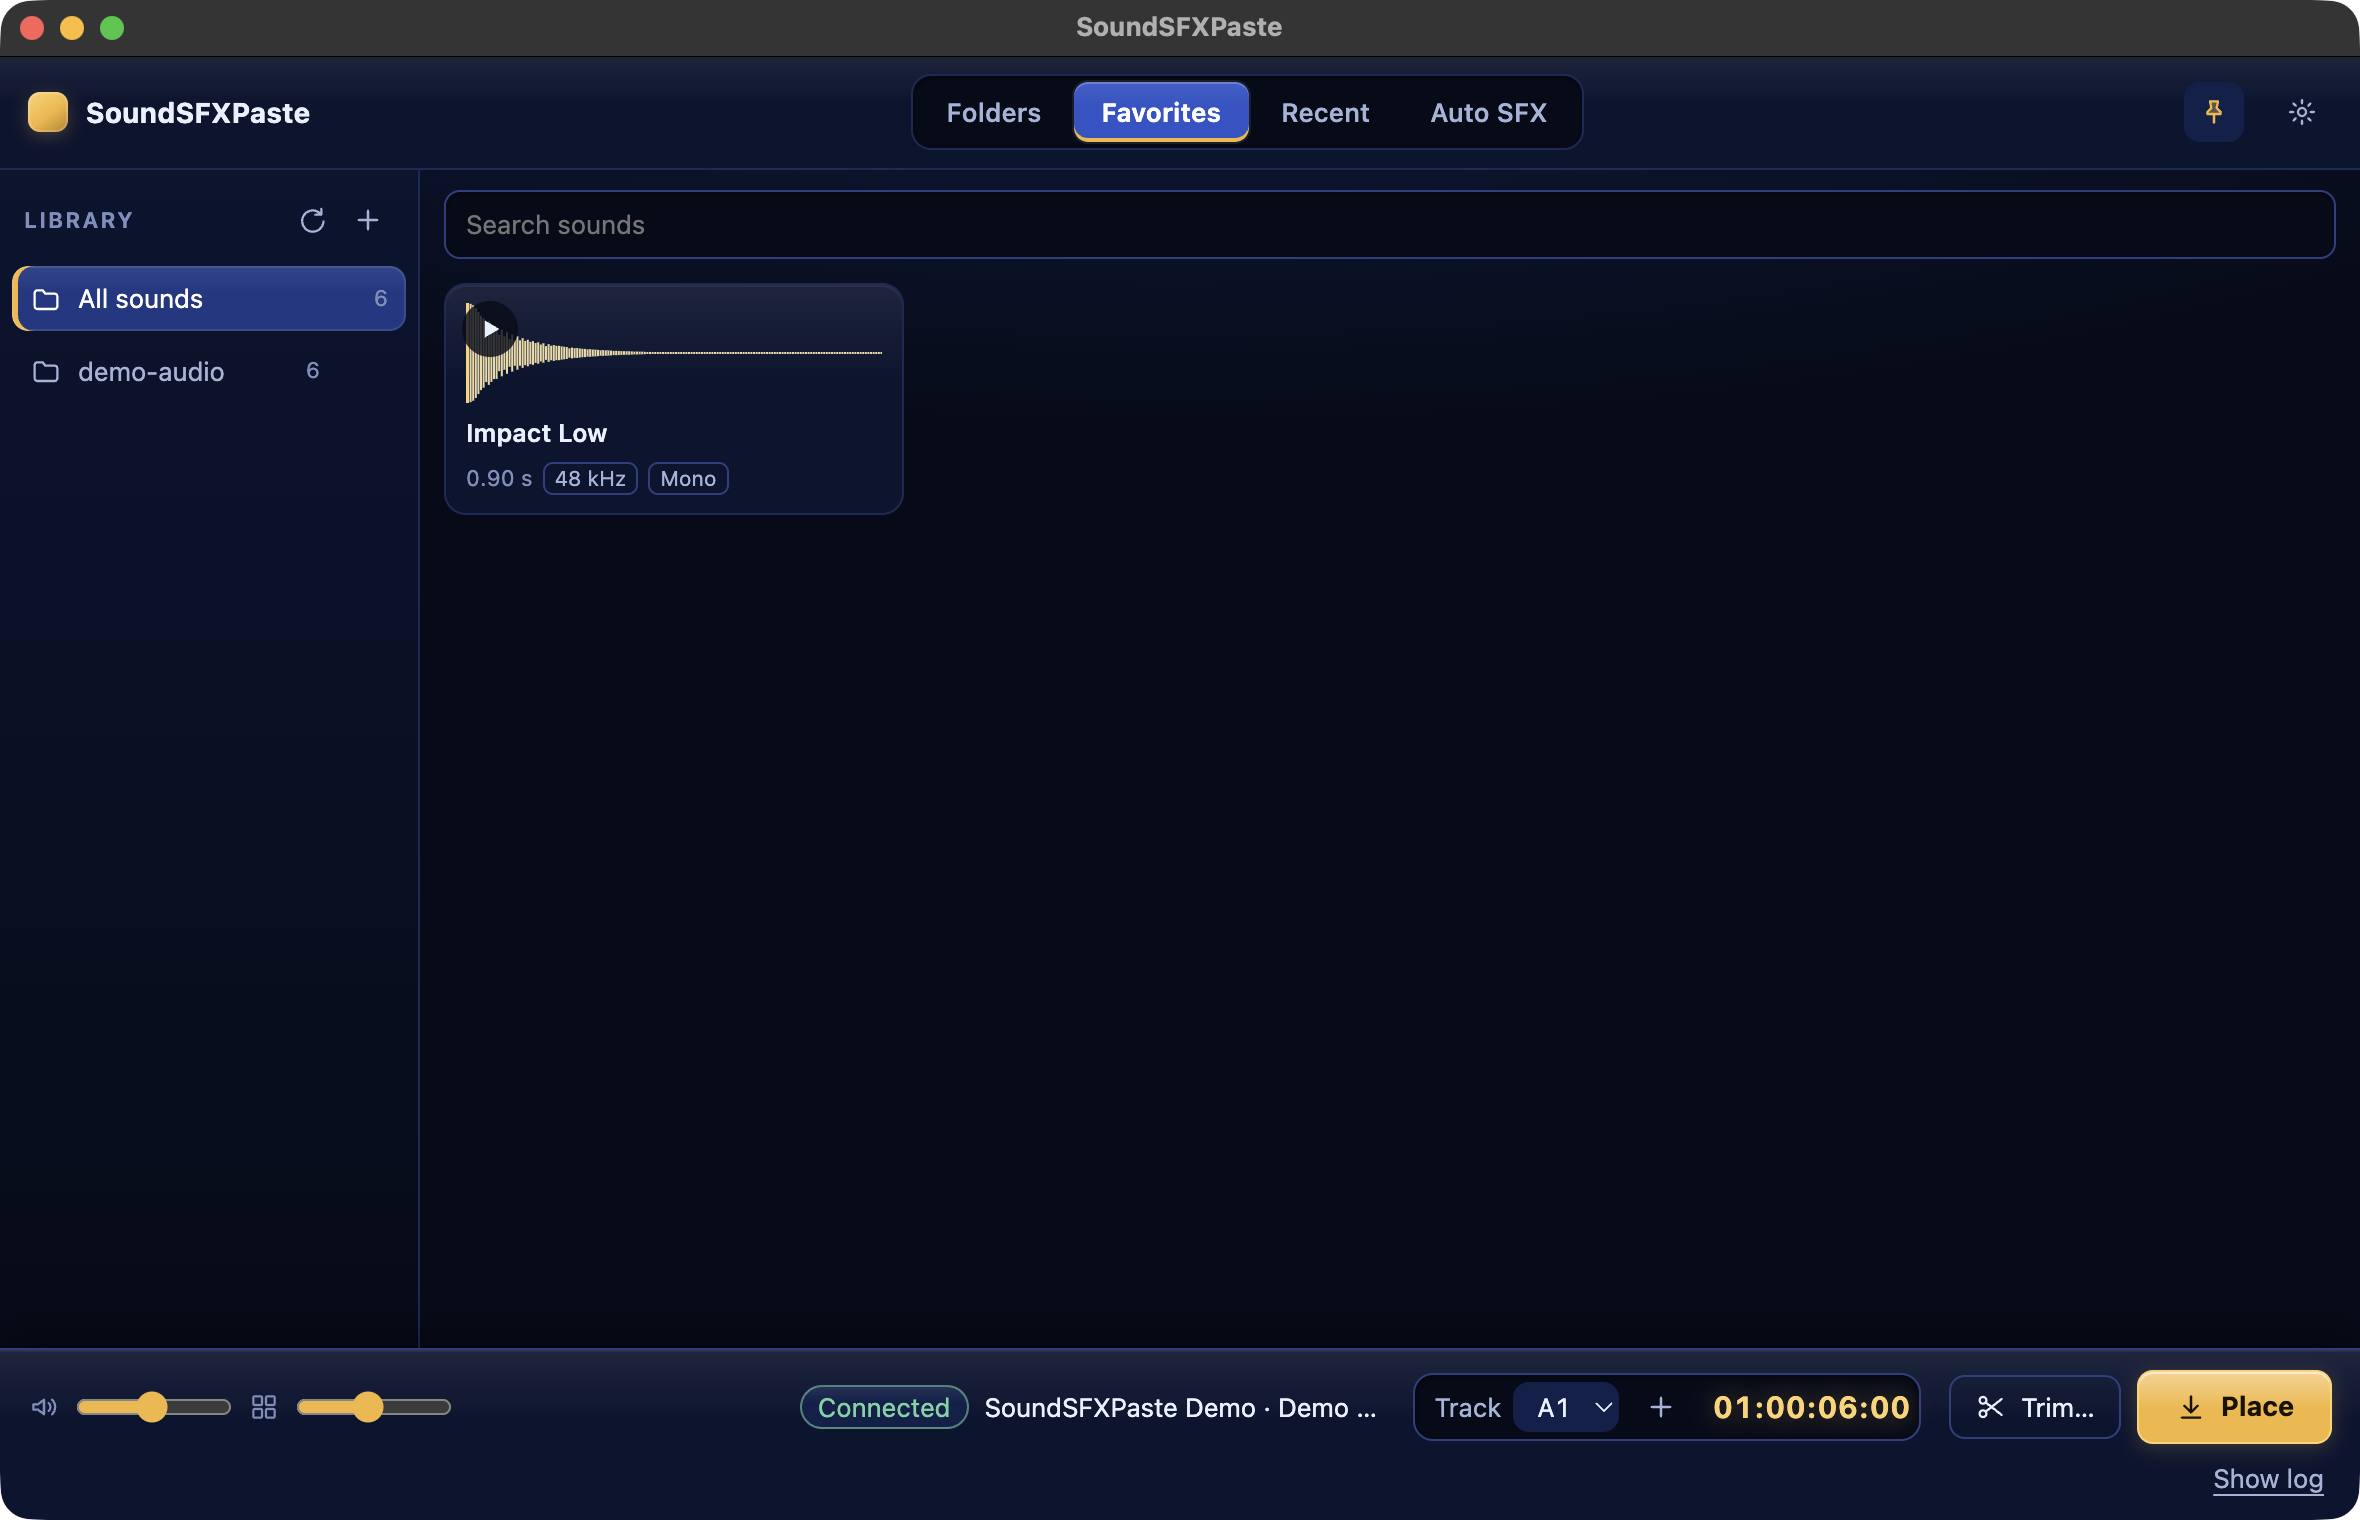 SoundSFXPaste
SoundSFXPaste
Folders
Favorites
Recent
Auto SFX
LIBRARY
All sounds 6
demo-audio 6
Search sounds
Impact Low
0.90 s 48 kHz Mono
Connected SoundSFXPaste Demo · Demo ... Track A1 01:00:06:00 Trim... Place
Show log